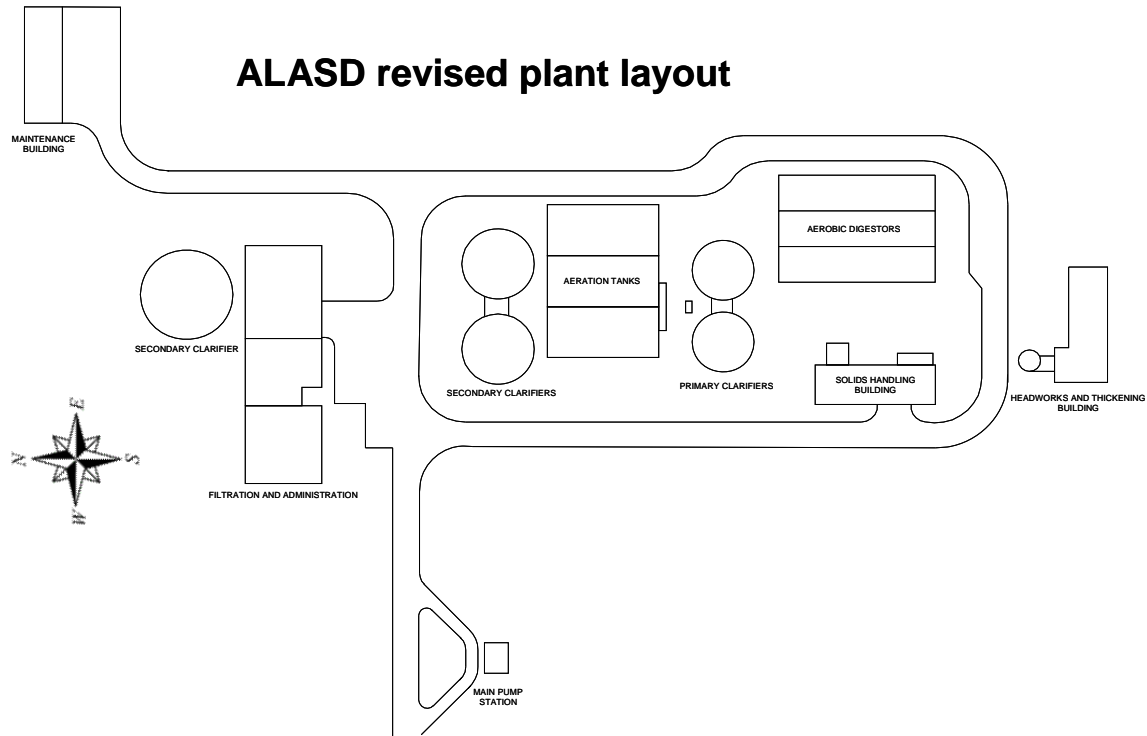 ALASD revised plant layout
MAINTENANCE
BUILDING
AEROBIC DIGESTORS
AERATION TANKS
SECONDARY CLARIFIER
SECONDARY CLARIFIERS
PRIMARY CLARIFIERS
SOLIDS HANDLING
BUILDING
HEADWORKS AND THICKENING
BUILDING
E
N
S
W
FILTRATION AND ADMINISTRATION
MAIN PUMP
STATION